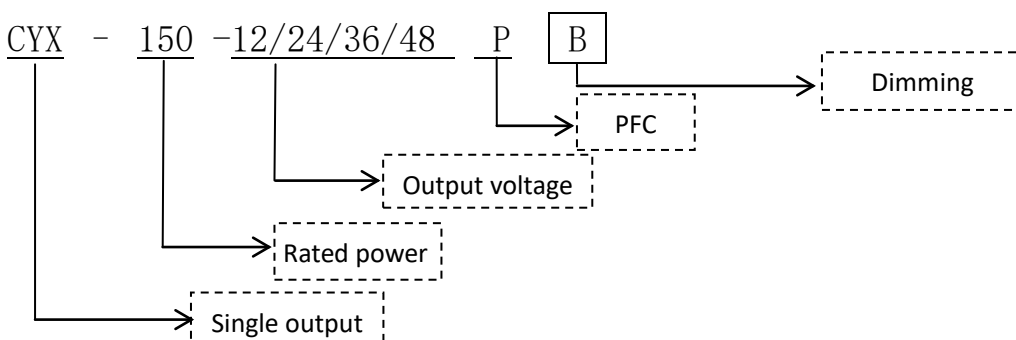 CYX - 150 -12/24/36/48 P B
Dimming
PFC
Output voltage
Rated power
Single output